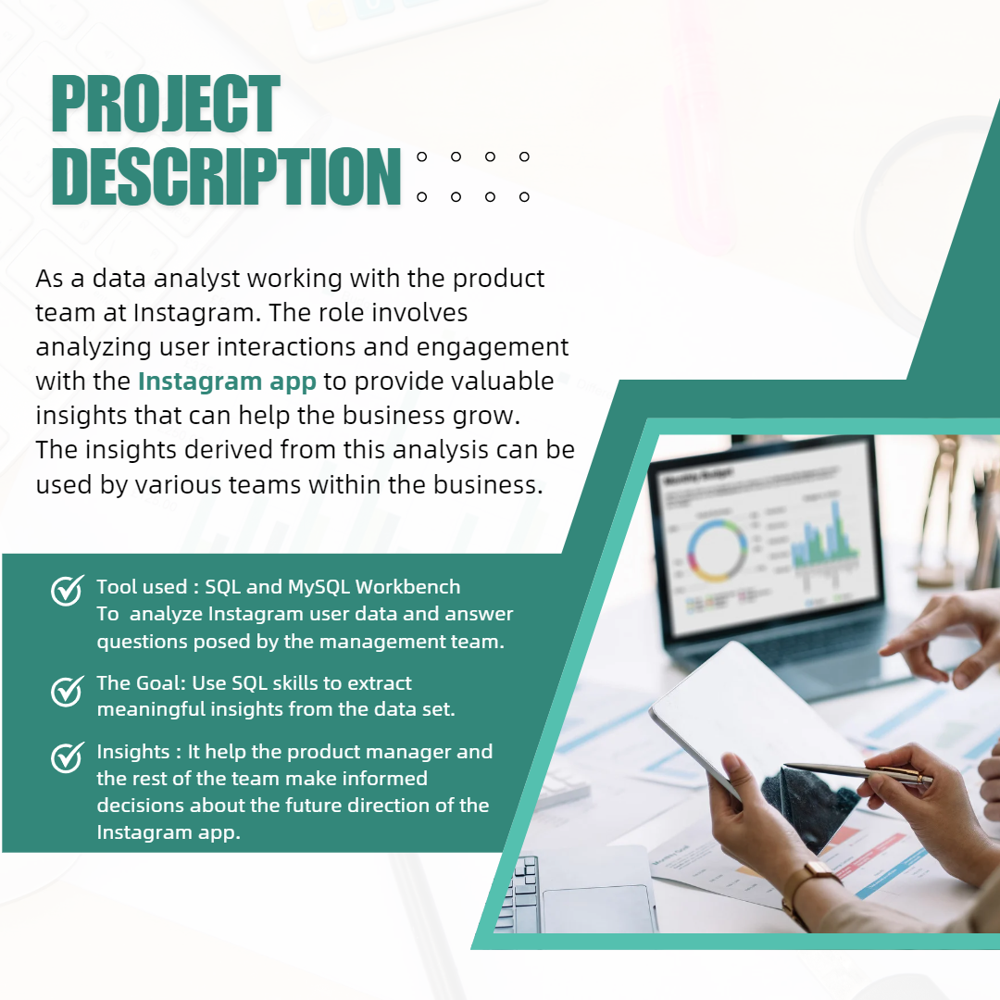 PROJECT
DESCRIPTION
As a data analyst working with the product
team at Instagram. The role involves
analyzing user interactions and engagement
with the Instagram app to provide valuable
insights that can help the business grow.
The insights derived from this analysis can be
used by various teams within the business.
Tool used : SQL and MySQL Workbench
To  analyze Instagram user data and answer
questions posed by the management team.
The Goal: Use SQL skills to extract
meaningful insights from the data set.
Insights : It help the product manager and
the rest of the team make informed
decisions about the future direction of the
Instagram app.
Monthly Budget